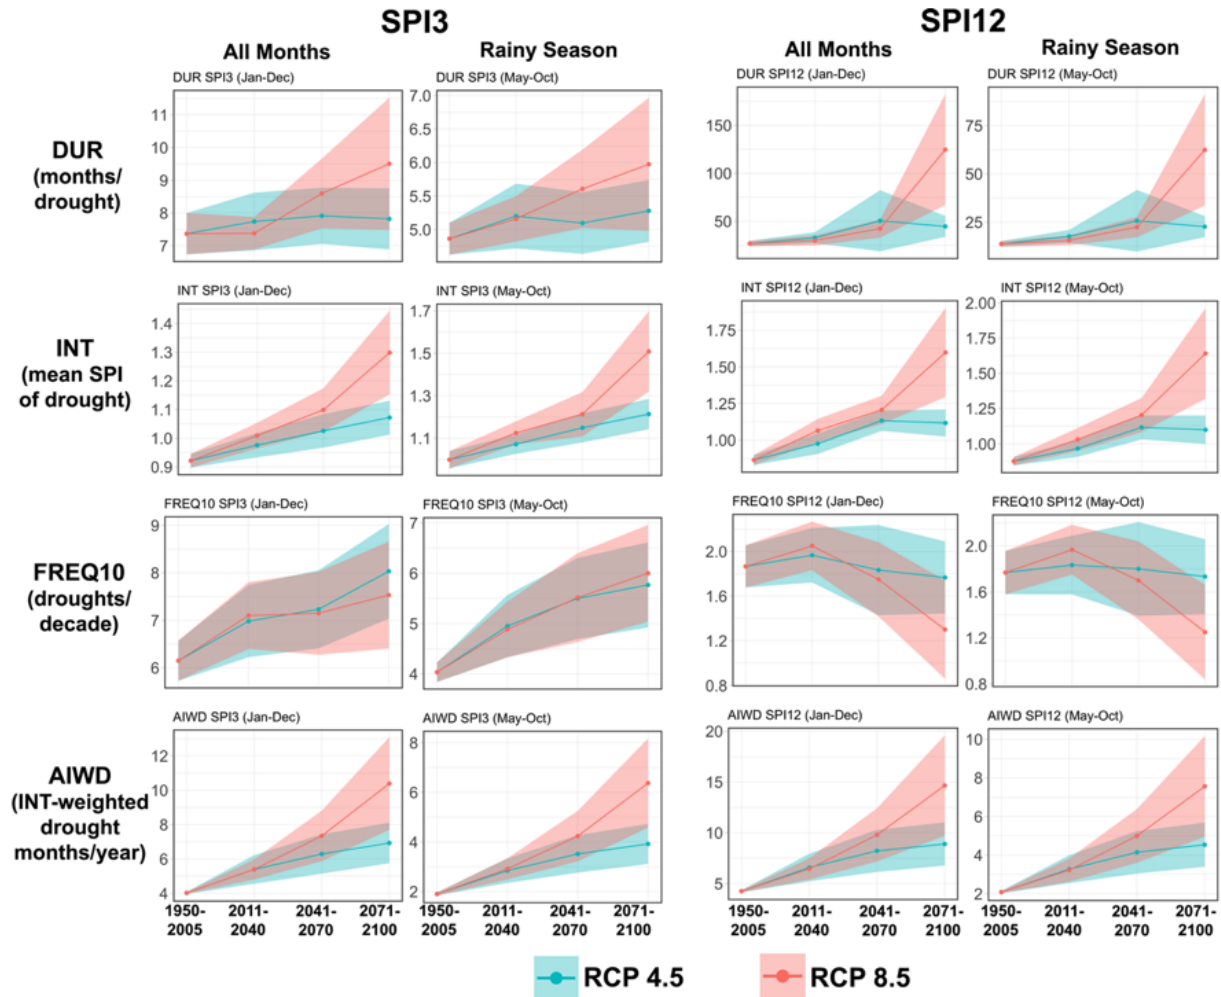 SPI3
SPI12
All Months
Rainy Season
All Months
Rainy Season
DUR
(months/
drought)
DUR SPI3 (Jan-Dec)
11
10
9
8
7
DUR SPI3 (May-Oct)
7.0
6.5
6.0
5.5
5.0
DUR SPI12 (Jan-Dec)
150
100
50
DUR SPI12 (May-Oct)
75
50
25
INT
(mean SPI
of drought)
INT SPI3 (Jan-Dec)
1.4
1.3
1.2
1.1
1.0
0.9
INT SPI3 (May-Oct)
1.7
1.5
1.3
1.1
INT SPI12 (Jan-Dec)
1.75
1.50
1.25
1.00
INT SPI12 (May-Oct)
2.00
1.75
1.50
1.25
1.00
FREQ10
(droughts/
decade)
FREQ10 SPI3 (Jan-Dec)
9
8
7
6
FREQ10 SPI3 (May-Oct)
7
6
5
4
FREQ10 SPI12 (Jan-Dec)
2.0
1.6
1.2
0.8
FREQ10 SPI12 (May-Oct)
2.0
1.6
1.2
0.8
AIWD
(INT-weighted
drought
months/year)
AIWD SPI3 (Jan-Dec)
12
10
8
6
4
AIWD SPI3 (May-Oct)
8
6
4
2
AIWD SPI12 (Jan-Dec)
20
15
10
5
AIWD SPI12 (May-Oct)
10
8
6
4
2
1950-
2005
2011-
2040
2041-
2070
2071-
2100
1950-
2005
2011-
2040
2041-
2070
2071-
2100
1950-
2005
2011-
2040
2041-
2070
2071-
2100
1950-
2005
2011-
2040
2041-
2070
2071-
2100
RCP 4.5
RCP 8.5